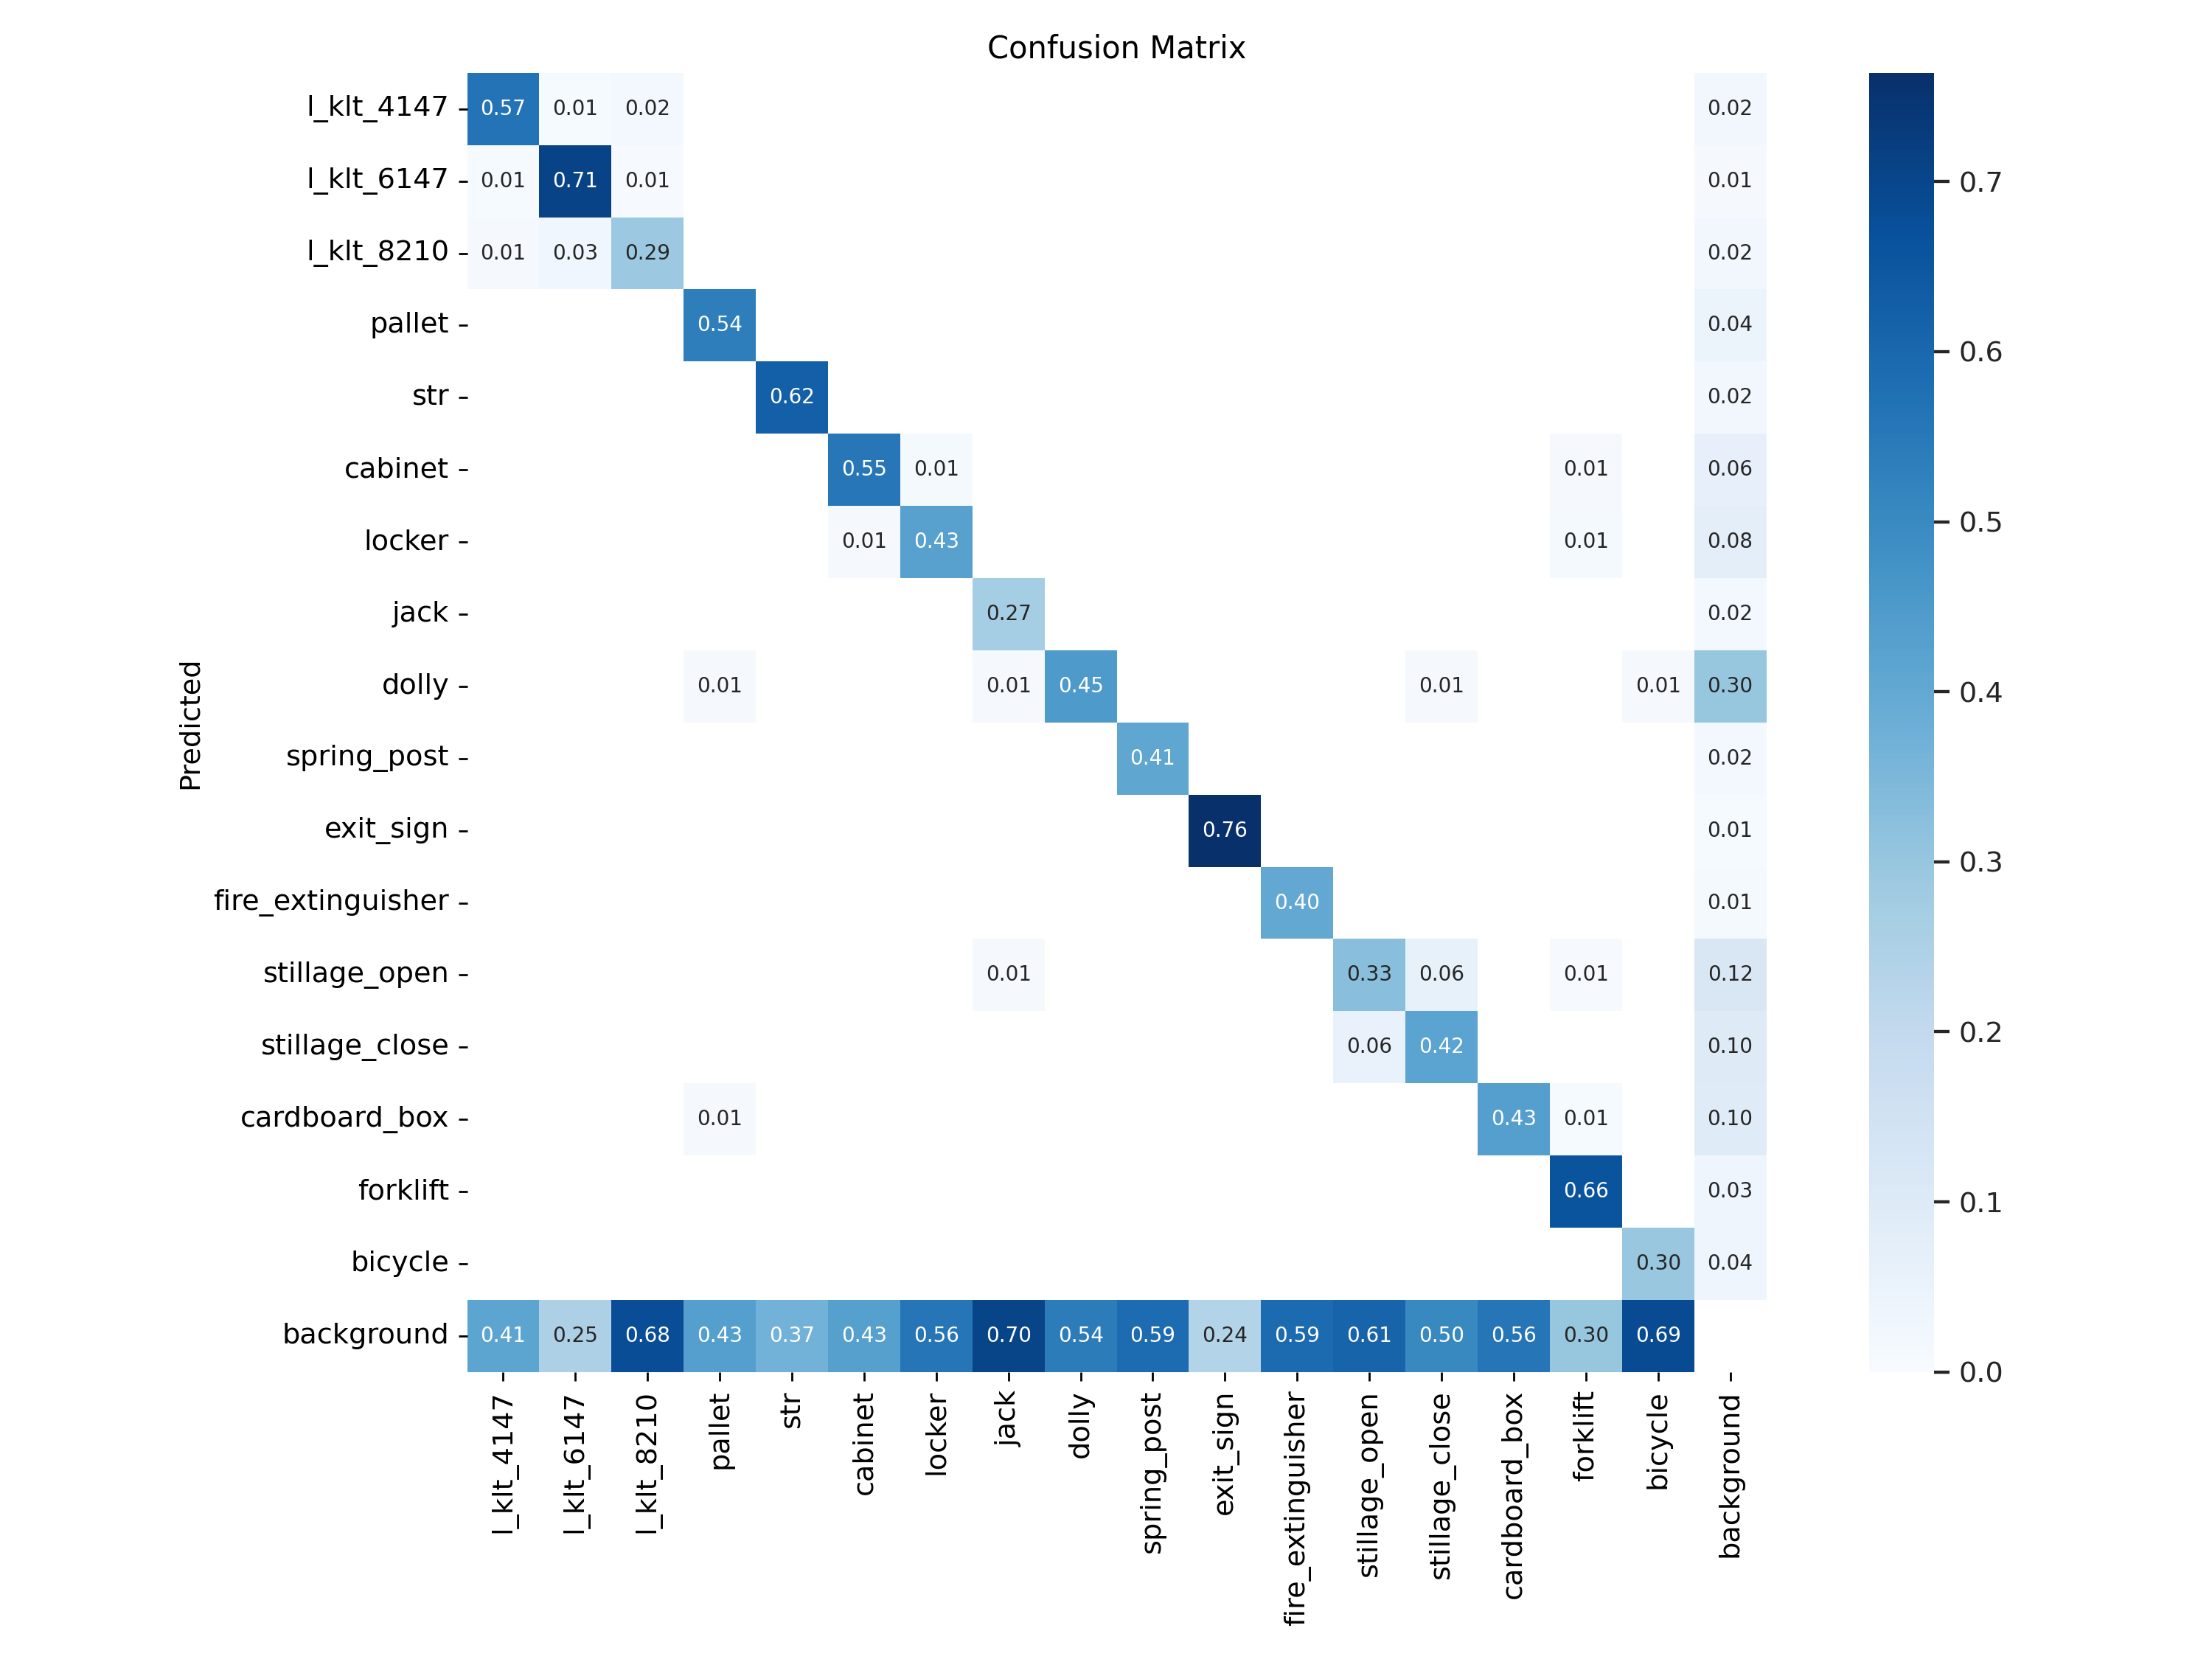 Confusion Matrix
l_klt_4147 0.57 0.01 0.02 0.02
l_klt_6147 0.01 0.71 0.01 0.01
l_klt_8210 0.01 0.03 0.29 0.02
pallet 0.54 0.04
str 0.62 0.02
cabinet 0.55 0.01 0.01 0.06
locker 0.01 0.43 0.01 0.08
jack 0.27 0.02
dolly 0.01 0.01 0.45 0.01 0.01 0.30
spring_post 0.41 0.02
exit_sign 0.76 0.01
fire_extinguisher 0.40 0.01
stillage_open 0.01 0.33 0.06 0.01 0.12
stillage_close 0.06 0.42 0.10
cardboard_box 0.01 0.43 0.01 0.10
forklift 0.66 0.03
bicycle 0.30 0.04
background 0.41 0.25 0.68 0.43 0.37 0.43 0.56 0.70 0.54 0.59 0.24 0.59 0.61 0.50 0.56 0.30 0.69
Predicted
l_klt_4147
l_klt_6147
l_klt_8210
pallet
str
cabinet
locker
jack
dolly
spring_post
exit_sign
fire_extinguisher
stillage_open
stillage_close
cardboard_box
forklift
bicycle
background
0.7
0.6
0.5
0.4
0.3
0.2
0.1
0.0